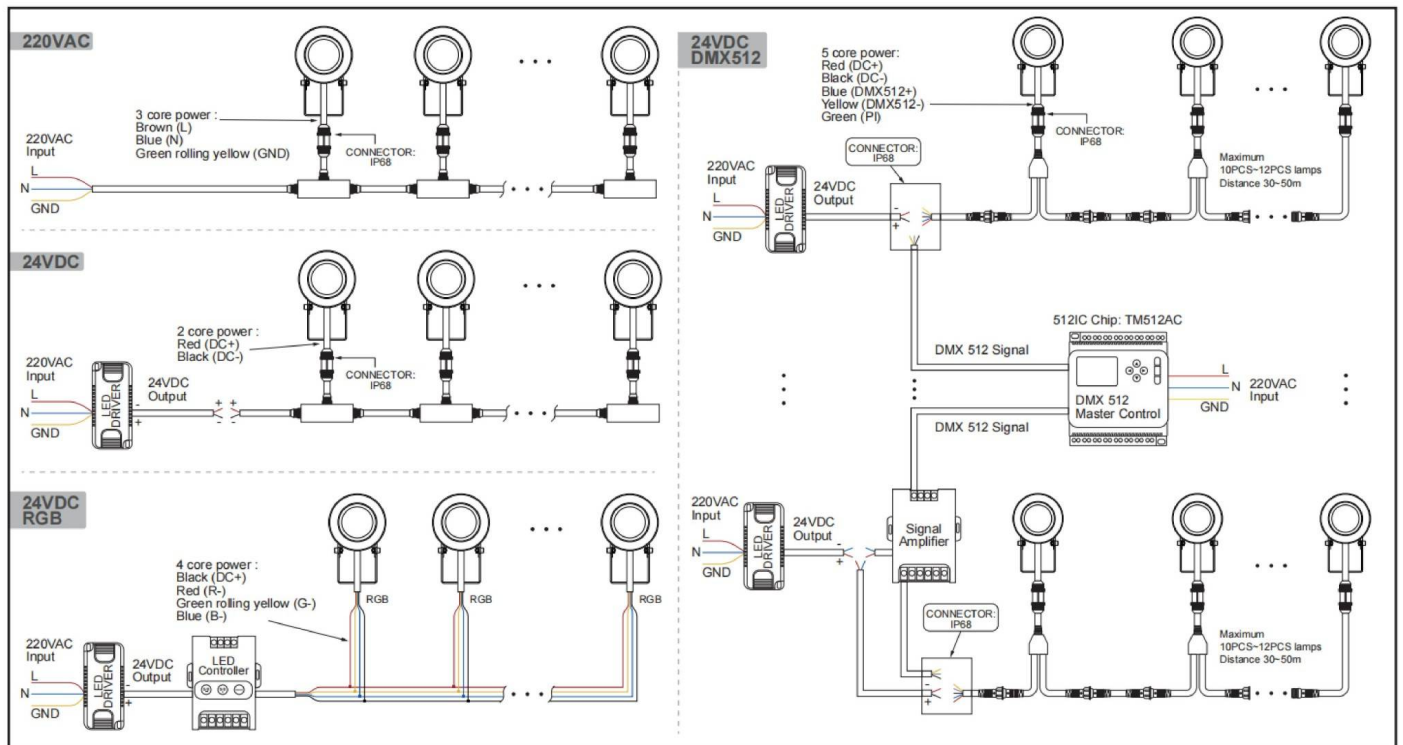 220VAC
3 core power :
Brown (L)
Blue (N)
Green rolling yellow (GND)
CONNECTOR:
IP68
220VAC
Input
L
N
GND
24VDC
2 core power :
Red (DC+)
Black (DC-)
CONNECTOR:
IP68
220VAC
Input
L
N
GND
LED
DRIVER
24VDC
Output
-
+
+ +
- -
24VDC
RGB
4 core power :
Black (DC+)
Red (R-)
Green rolling yellow (G-)
Blue (B-)
RGB
RGB
RGB
220VAC
Input
L
N
GND
LED
DRIVER
24VDC
Output
-
+
LED
Controller
24VDC
DMX512
5 core power:
Red (DC+)
Black (DC-)
Blue (DMX512+)
Yellow (DMX512-)
Green (PI)
CONNECTOR:
IP68
CONNECTOR:
IP68
220VAC
Input
L
N
GND
LED
DRIVER
24VDC
Output
-
+
Maximum
10PCS~12PCS lamps
Distance 30~50m
512IC Chip: TM512AC
DMX 512 Signal
DMX 512
Master Control
L
N
GND
220VAC
Input
DMX 512 Signal
220VAC
Input
L
N
GND
LED
DRIVER
24VDC
Output
-
+
Signal
Amplifier
CONNECTOR:
IP68
-
+
Maximum
10PCS~12PCS lamps
Distance 30~50m